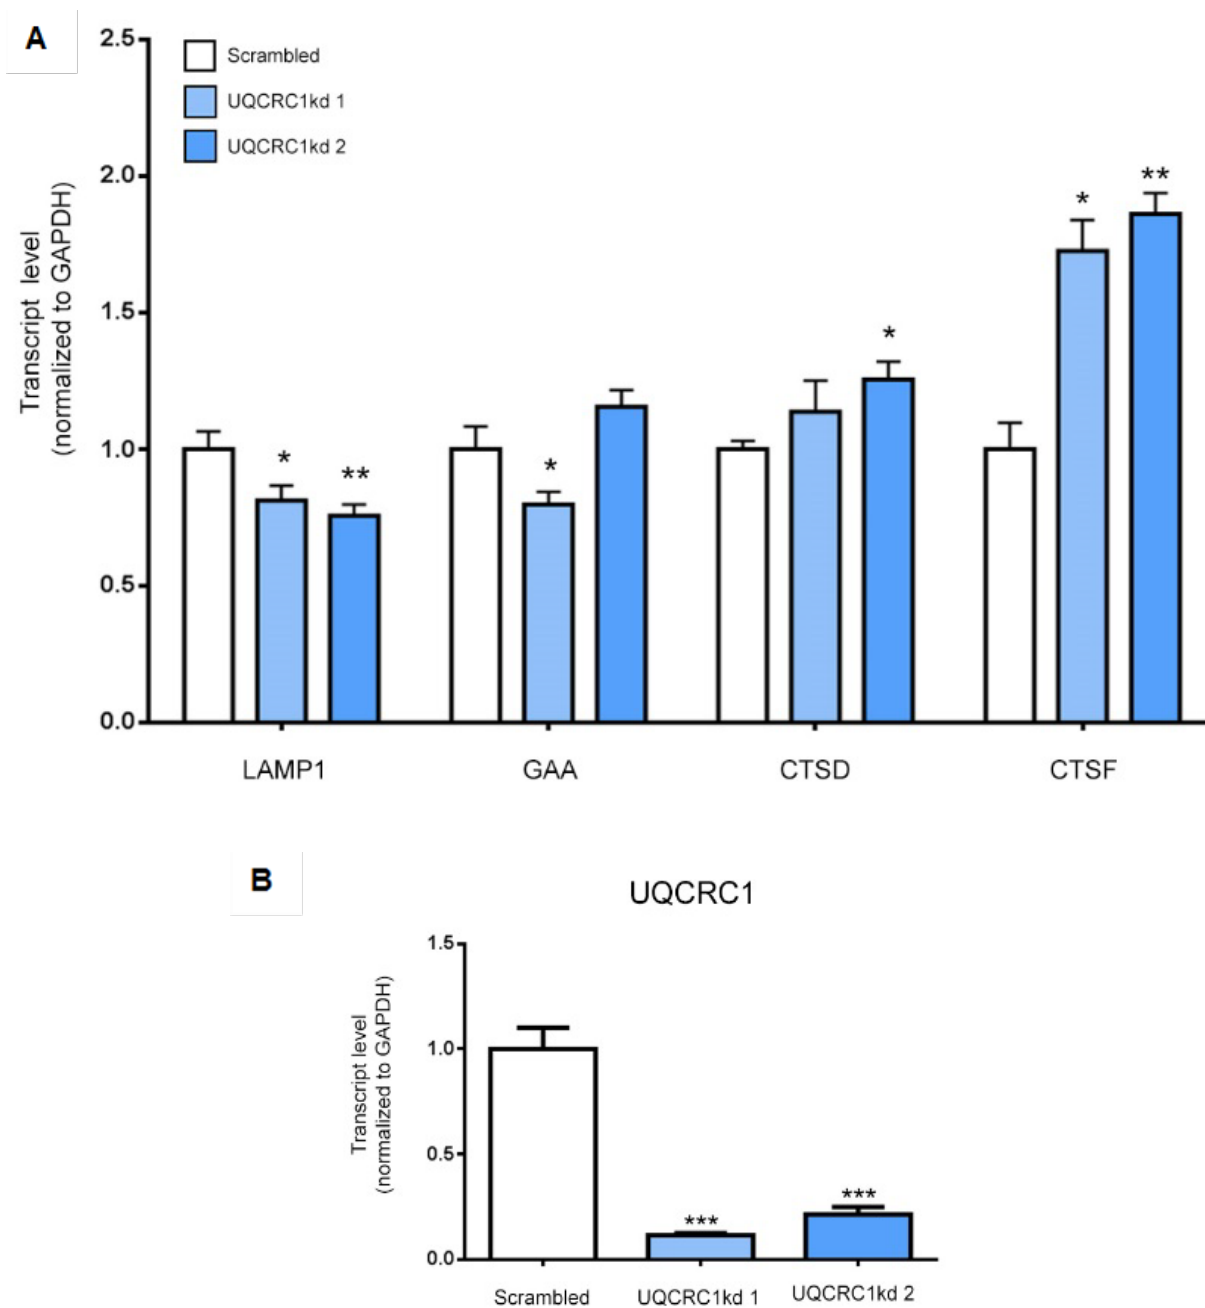 A
2.5
2.0
1.5
1.0
0.5
0.0
Transcript level
(normalized to GAPDH)
Scrambled
UQCRC1kd 1
UQCRC1kd 2
*
**
*
*
*
**
LAMP1
GAA
CTSD
CTSF
B
UQCRC1
1.5
1.0
0.5
0.0
Transcript level
(normalized to GAPDH)
***
***
Scrambled
UQCRC1kd 1
UQCRC1kd 2